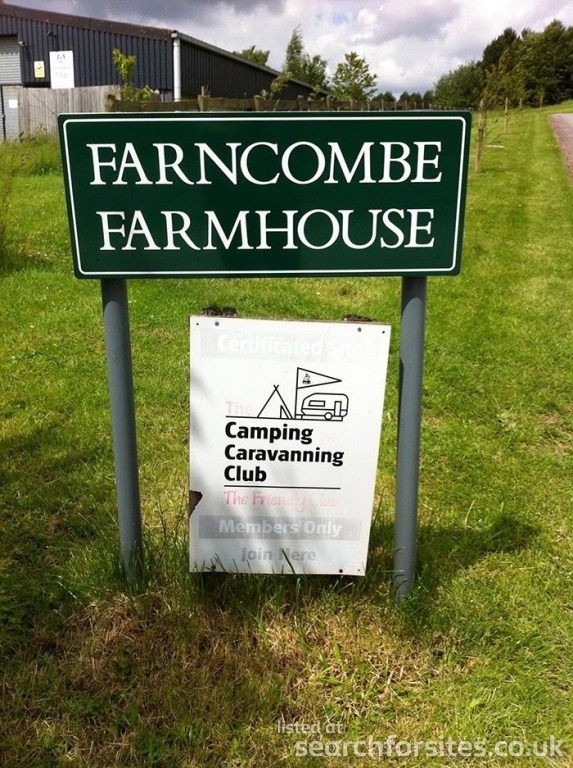 FARNCOMBE
FARMHOUSE
Certificated Site
The
Camping
Caravanning
Club
The Friendly Club
Members Only
Join Here
listed at
searchforsites.co.uk